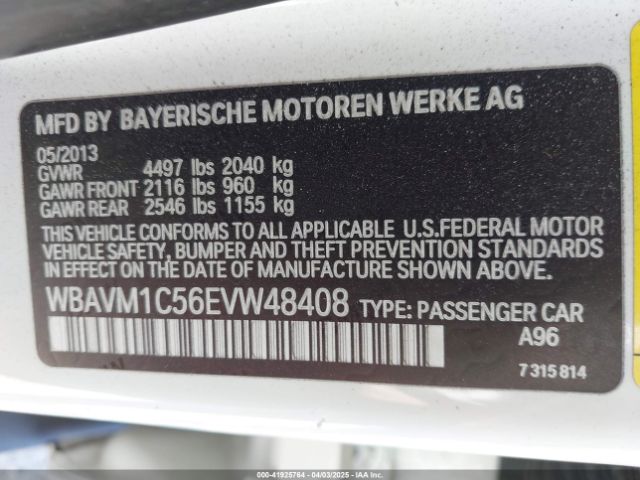 MFD BY BAYERISCHE MOTOREN WERKE AG
05/2013
GVWR 4497 lbs 2040 kg
GAWR FRONT 2116 lbs 960 kg
GAWR REAR 2546 lbs 1155 kg
THIS VEHICLE CONFORMS TO ALL APPLICABLE U.S.FEDERAL MOTOR
VEHICLE SAFETY, BUMPER AND THEFT PREVENTION STANDARDS
IN EFFECT ON THE DATE OF MANUFACTURE SHOWN ABOVE.
WBAVM1C56EVW48408 TYPE: PASSENGER CAR
A96
7 315 814
000-41925764 | 04/03/2025 | IAA Inc.